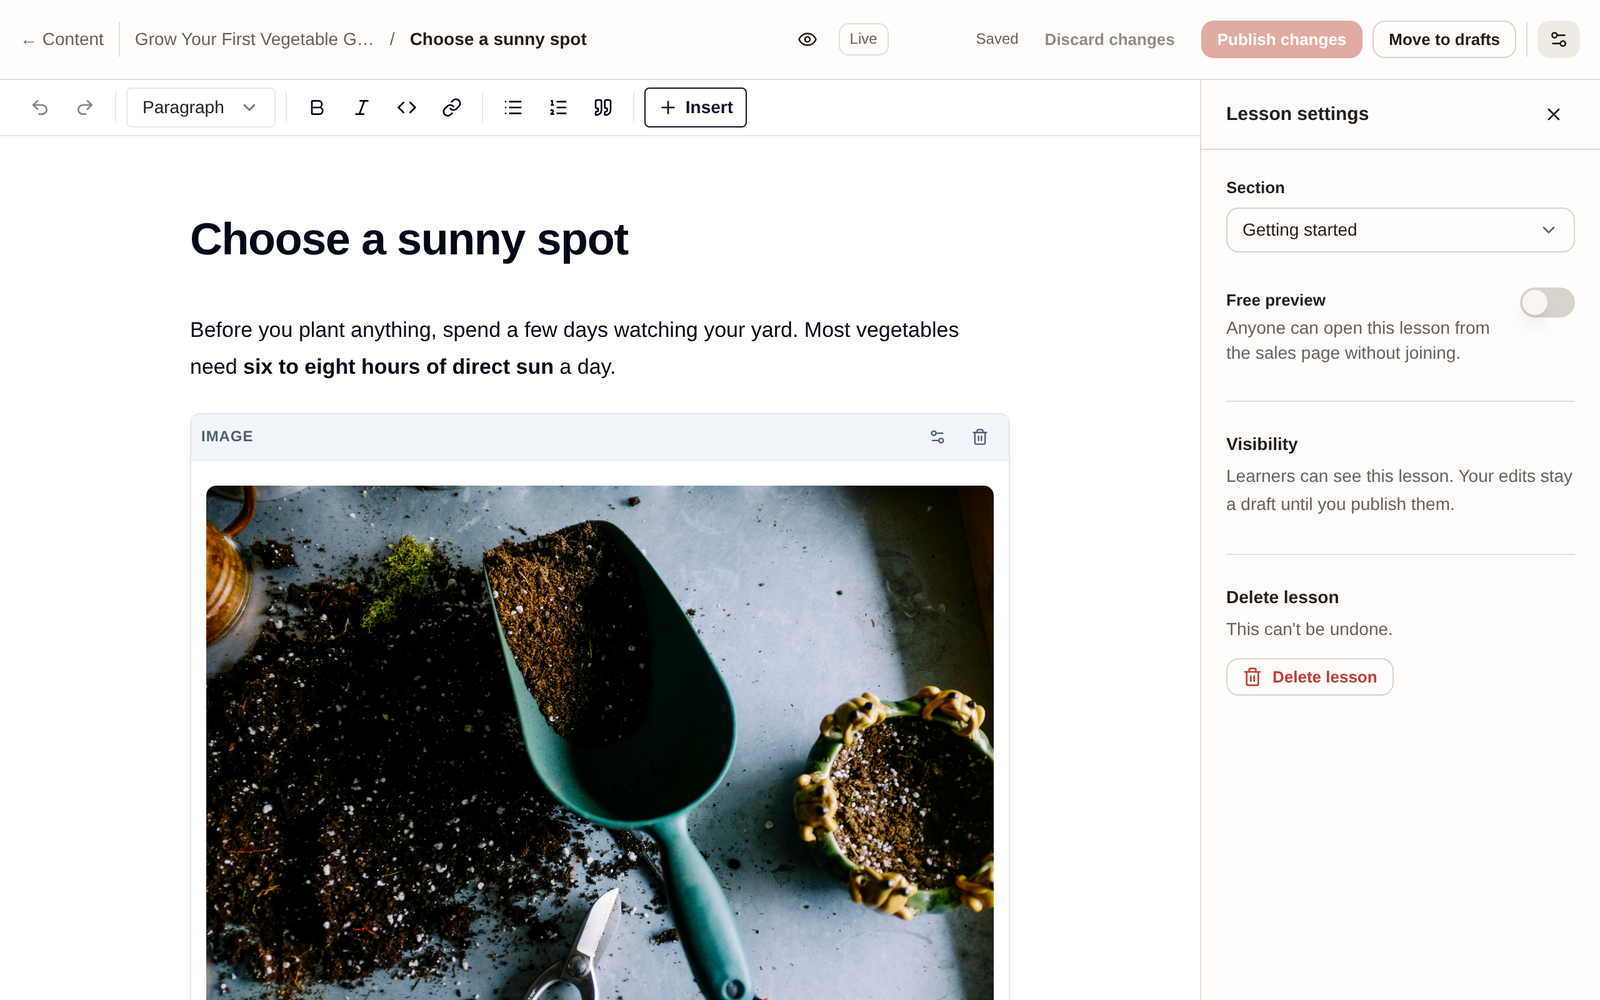 ← Content
Grow Your First Vegetable G… / Choose a sunny spot
Live
Saved
Discard changes
Publish changes
Move to drafts
Paragraph
Insert
Lesson settings
Section
Getting started
Free preview
Anyone can open this lesson from
the sales page without joining.
Visibility
Learners can see this lesson. Your edits stay
a draft until you publish them.
Delete lesson
This can't be undone.
Delete lesson
Choose a sunny spot
Before you plant anything, spend a few days watching your yard. Most vegetables
need six to eight hours of direct sun a day.
IMAGE